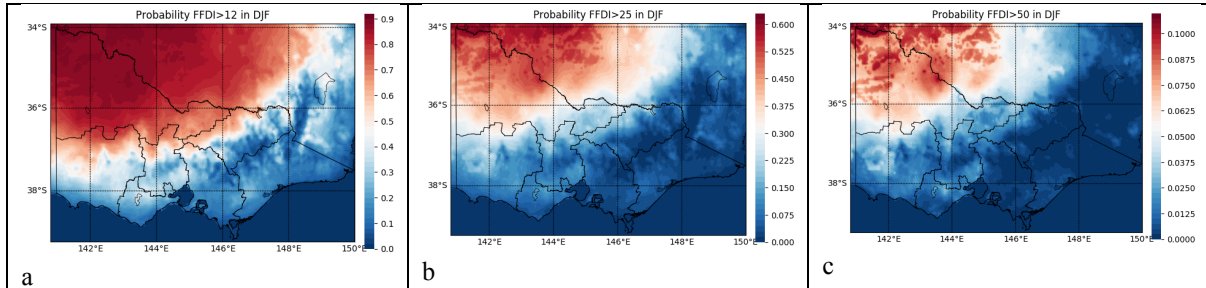 Probability FFDI>12 in DJF
34°S
36°S
38°S
142°E 144°E 146°E 148°E 150°E
0.9
0.8
0.7
0.6
0.5
0.4
0.3
0.2
0.1
0.0
a
Probability FFDI>25 in DJF
34°S
36°S
38°S
142°E 144°E 146°E 148°E 150°E
0.600
0.525
0.450
0.375
0.300
0.225
0.150
0.075
0.000
b
Probability FFDI>50 in DJF
34°S
36°S
38°S
142°E 144°E 146°E 148°E 150°E
0.1000
0.0875
0.0750
0.0625
0.0500
0.0375
0.0250
0.0125
0.0000
c